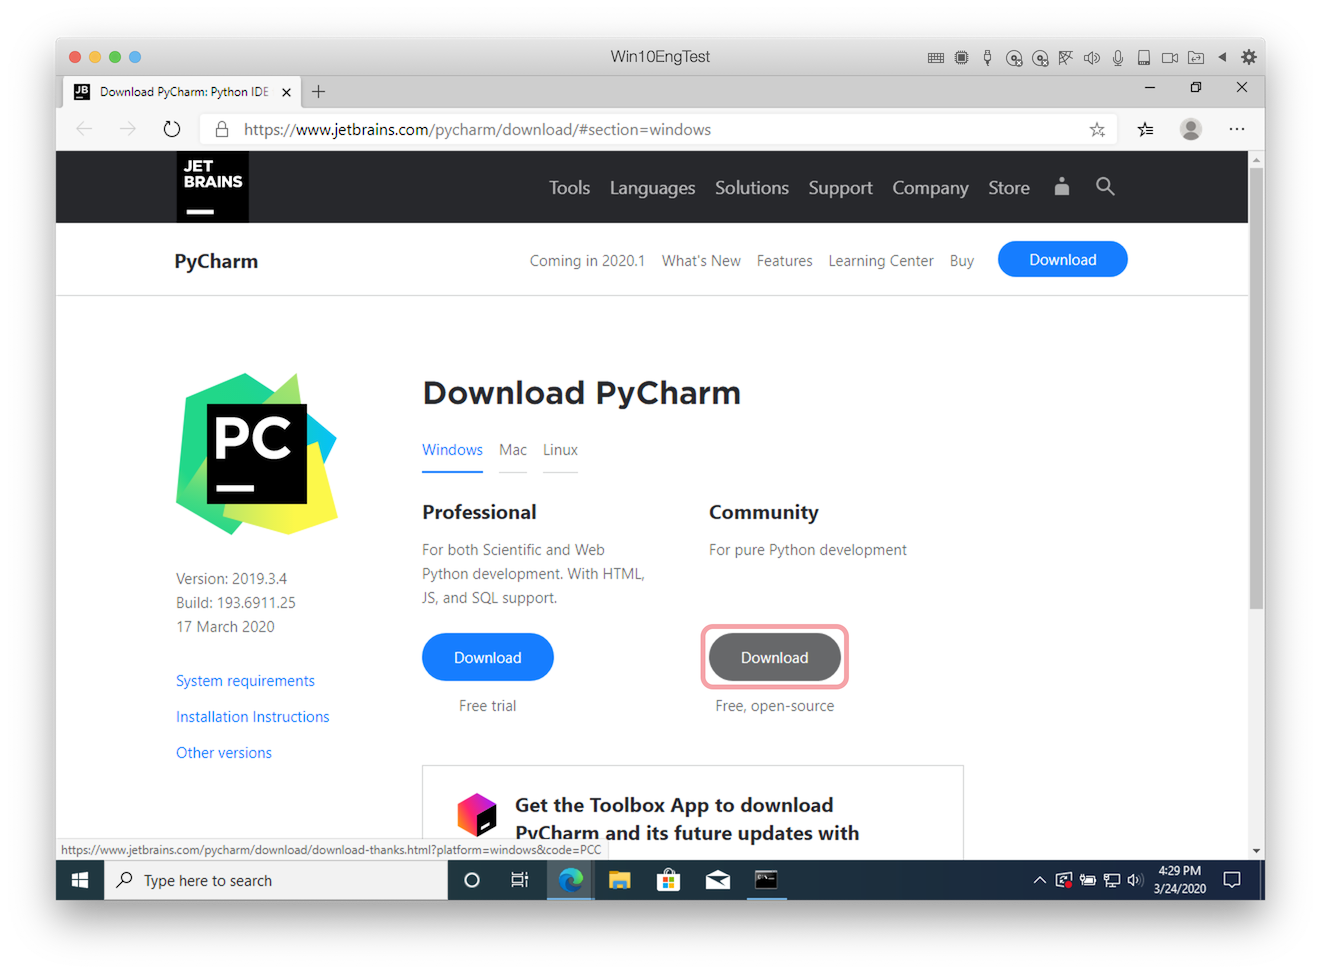 Win10EngTest
JB
Download PyCharm: Python IDE
https://www.jetbrains.com/pycharm/download/#section=windows
JET
BRAINS
Tools Languages Solutions Support Company Store
PyCharm
Coming in 2020.1 What's New Features Learning Center Buy Download
Download PyCharm
Windows Mac Linux
PC
Professional
For both Scientific and Web
Python development. With HTML,
JS, and SQL support.
Download
Free trial
Community
For pure Python development
Download
Free, open-source
Version: 2019.3.4
Build: 193.6911.25
17 March 2020
System requirements
Installation Instructions
Other versions
Get the Toolbox App to download
PyCharm and its future updates with
https://www.jetbrains.com/pycharm/download/download-thanks.html?platform=windows&code=PCC
Type here to search
4:29 PM
3/24/2020